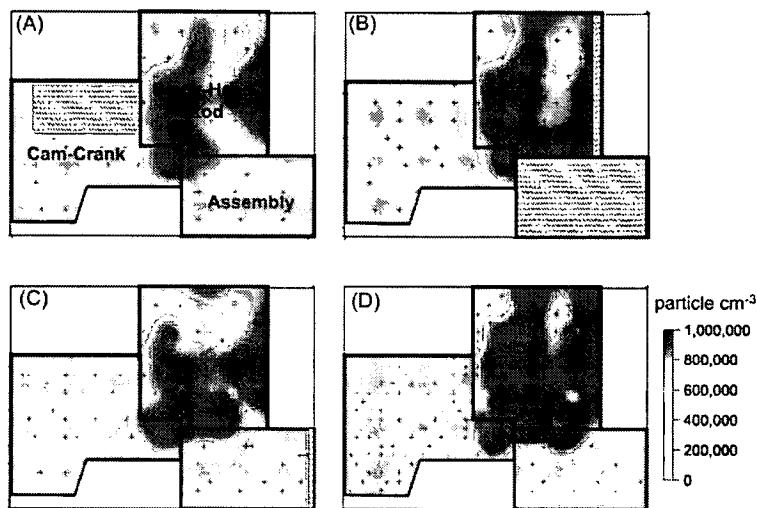 (A)
(B)
Cam-Crank
Assembly
(C)
(D)
particle cm-3
1,000,000
800,000
600,000
400,000
200,000
0